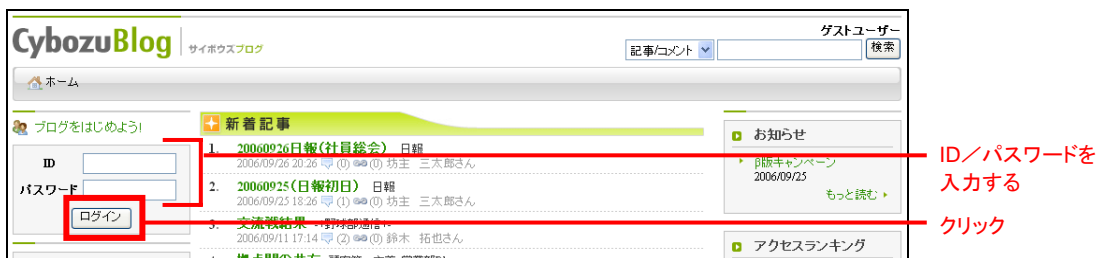 CybozuBlog サイボウズブログ
ゲストユーザー
記事/コメント 検索
ホーム
ブログをはじめよう!
ID
パスワード
ログイン
新着記事
1. 20060926日報(社員総会) 日報
2006/09/26 20:26 (0) (0) 坊主 三太郎さん
2. 20060925(日報初日) 日報
2006/09/25 18:26 (1) (0) 坊主 三太郎さん
3. 交流戦結果
2006/09/11 17:14 (2) (0) 鈴木 拓也さん
お知らせ
β版キャンペーン
2006/09/25
もっと読む
アクセスランキング
ID/パスワードを
入力する
クリック